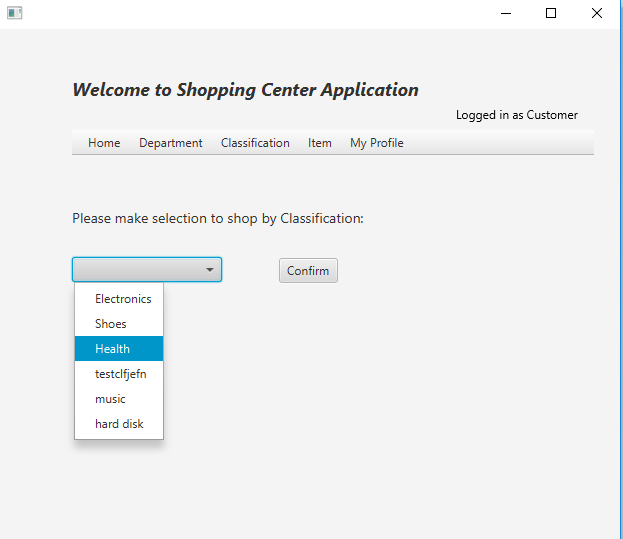 Welcome to Shopping Center Application
Logged in as Customer
Home Department Classification Item My Profile
Please make selection to shop by Classification:
Confirm
Electronics
Shoes
Health
testclfjefn
music
hard disk